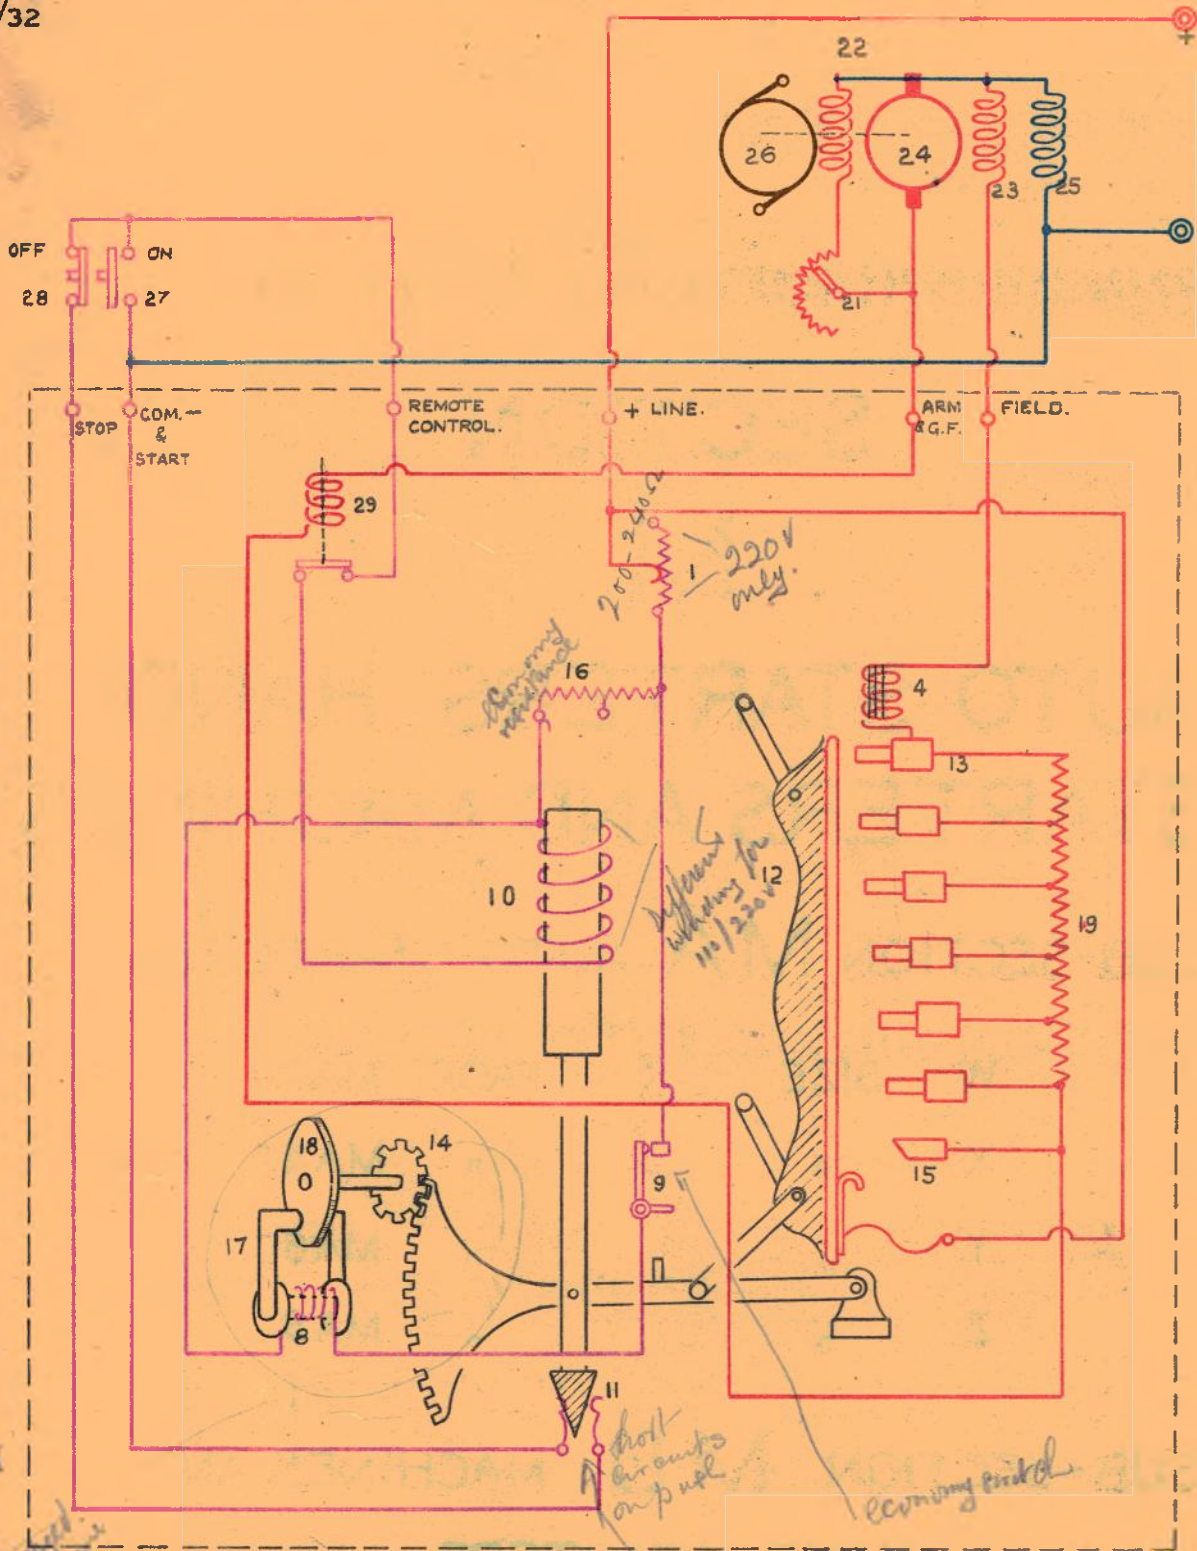 /32
+
22
26
24
23
25
OFF
ON
28
27
21
STOP
COM.—
&
START
REMOTE
CONTROL.
+ LINE.
ARM
& G.F.
FIELD.
29
200-240Ω
1
220V
only.
economy
resistance
16
4
13
10
Different
winding for
110/220V
12
19
18
14
17
9
15
8
11
short
circuits
on push
economy switch